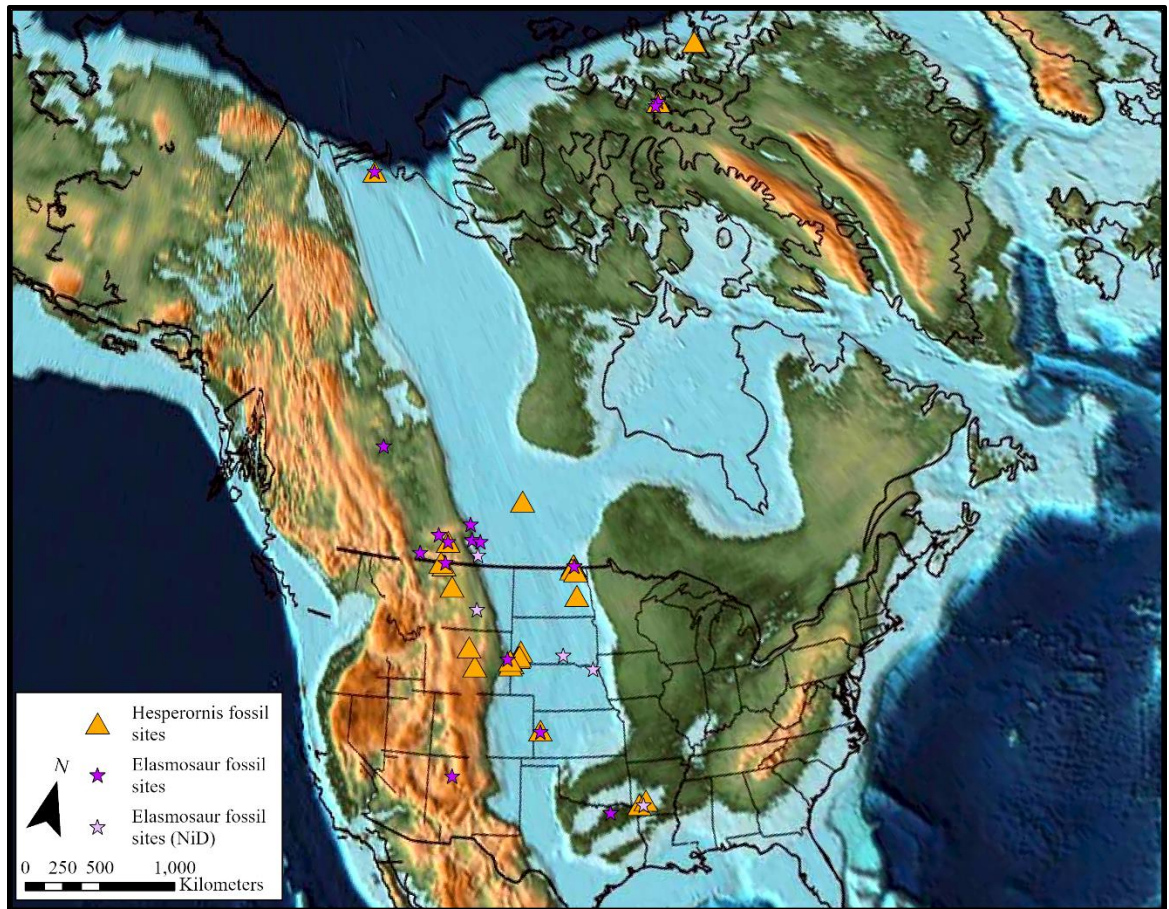 Hesperornis fossil
sites
Elasmosaur fossil
sites
Elasmosaur fossil
sites (NiD)
N
0 250 500 1,000
Kilometers